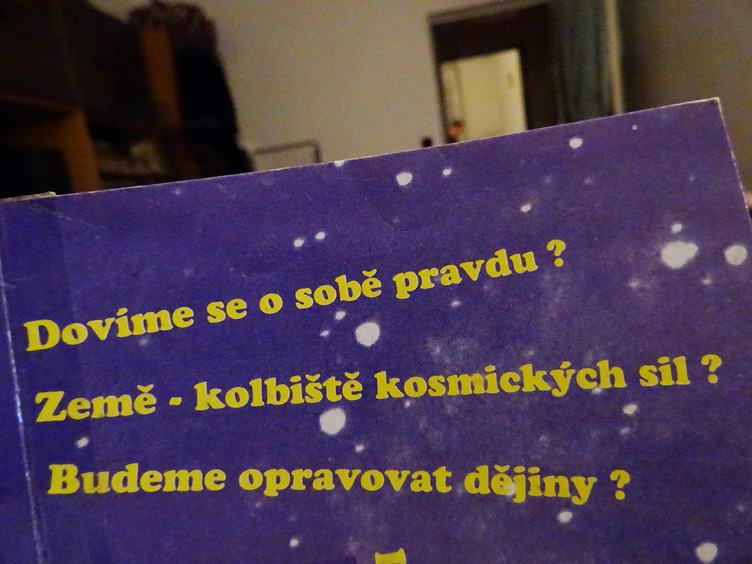 Dovíme se o sobě pravdu ?
Země - kolbiště kosmických sil ?
Budeme opravovat dějiny ?